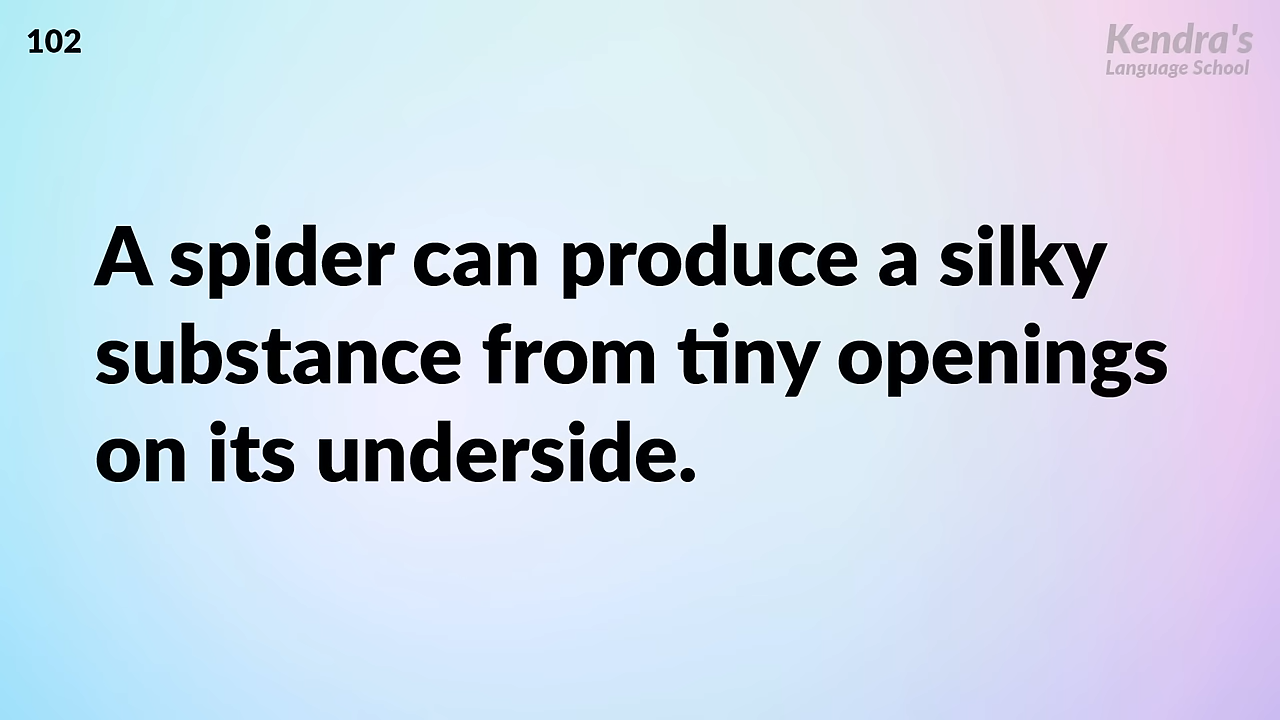 102
Kendra's
Language School
A spider can produce a silky
substance from tiny openings
on its underside.